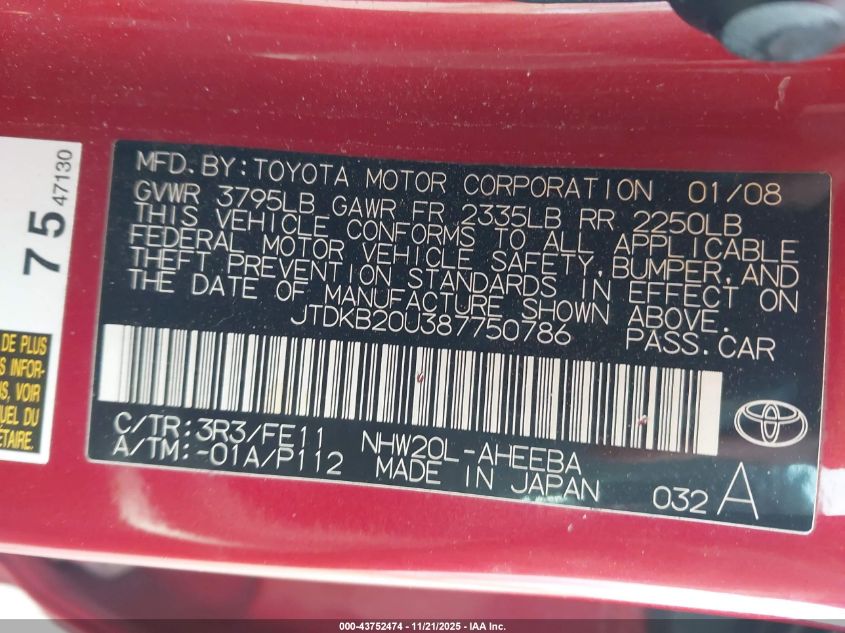 MFD.BY:TOYOTA MOTOR CORPORATION 01/08
GVWR 3795LB GAWR FR 2335LB RR 2250LB
THIS VEHICLE CONFORMS TO ALL APPLICABLE
FEDERAL MOTOR VEHICLE SAFETY,BUMPER,AND
THEFT PREVENTION STANDARDS IN EFFECT ON
THE DATE OF MANUFACTURE SHOWN ABOVE.
JTDKB20U387750786 PASS.CAR
C/TR:3R3/FE11 NHW20L-AHEEBA
A/TM:-01A/P112 MADE IN JAPAN
032 A
75
47130
DE PLUS
INFOR-
S, VOIR
UEL DU
ÉTAIRE.
000-43752474 - 11/21/2025 - IAA Inc.